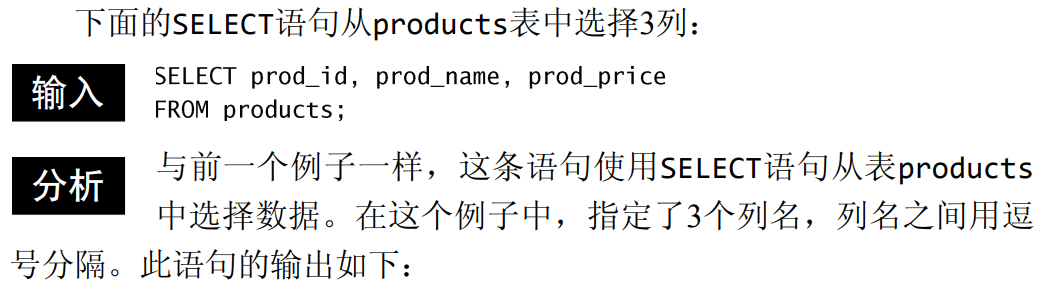 下面的SELECT语句从products表中选择3列：
输入
SELECT prod_id, prod_name, prod_price
FROM products;
分析
与前一个例子一样，这条语句使用SELECT语句从表products
中选择数据。在这个例子中，指定了3个列名，列名之间用逗
号分隔。此语句的输出如下：